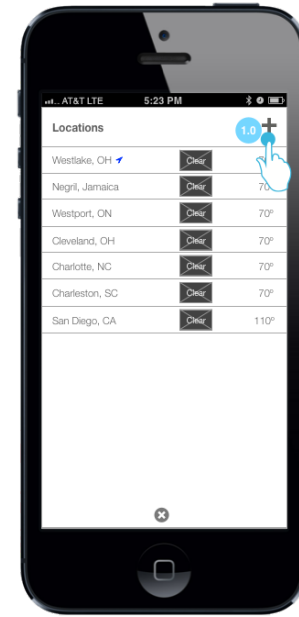 AT&T LTE 5:23 PM
Locations 1.0 +
Westlake, OH Clear
Negril, Jamaica Clear 70°
Westport, ON Clear 70°
Cleveland, OH Clear 70°
Charlotte, NC Clear 70°
Charleston, SC Clear 70°
San Diego, CA Clear 110°